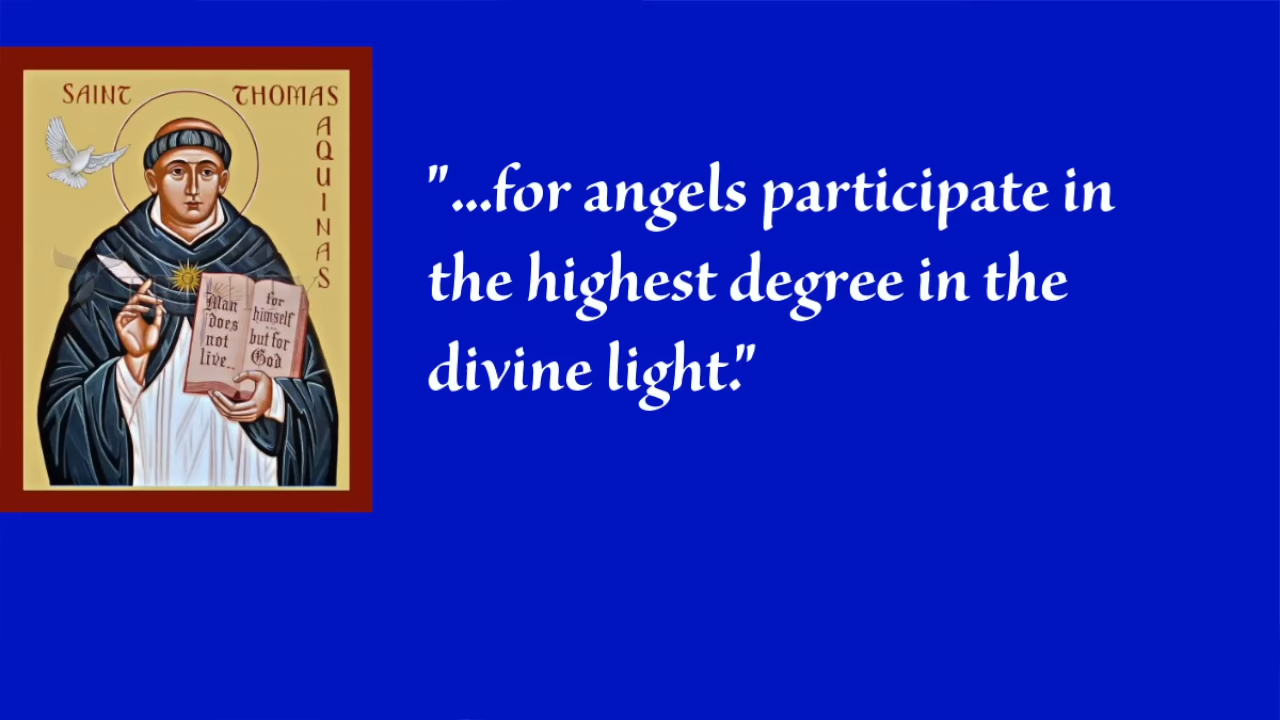 SAINT THOMAS
AQUINAS
"...for angels participate in
the highest degree in the
divine light."
Man
does
not
live..
for
himself
but for
God